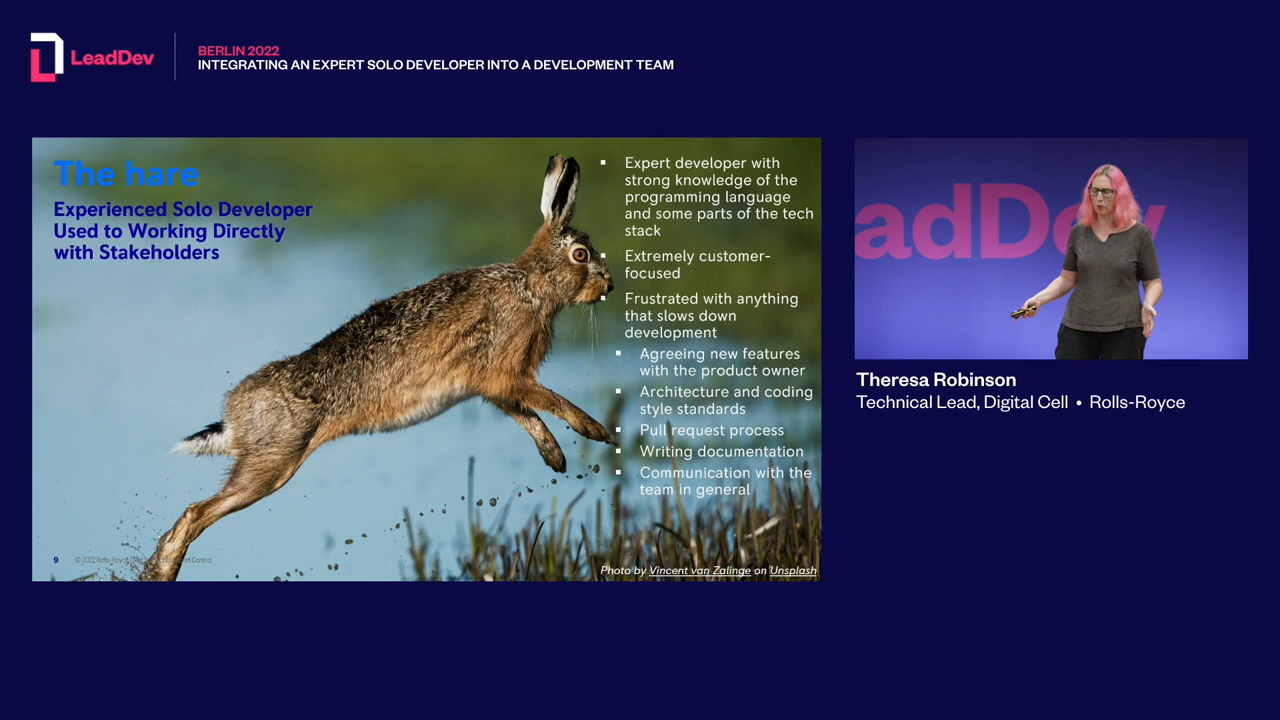 LeadDev
BERLIN 2022
INTEGRATING AN EXPERT SOLO DEVELOPER INTO A DEVELOPMENT TEAM
The hare
Experienced Solo Developer
Used to Working Directly
with Stakeholders
▪ Expert developer with
strong knowledge of the
programming language
and some parts of the tech
stack
▪ Extremely customer-
focused
▪ Frustrated with anything
that slows down
development
▪ Agreeing new features
with the product owner
▪ Architecture and coding
style standards
▪ Pull request process
▪ Writing documentation
▪ Communication with the
team in general
9
© 2022 Rolls-Royce
Control
Photo by Vincent van Zalinge on Unsplash
adDev
Theresa Robinson
Technical Lead, Digital Cell • Rolls-Royce